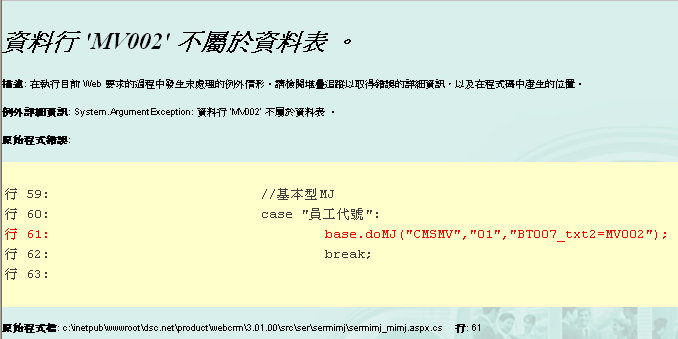 資料行 'MV002' 不屬於資料表 。
描述: 在執行目前 Web 要求的過程中發生未處理的例外情形。請檢閱堆疊追蹤以取得錯誤的詳細資訊，以及在程式碼中產生的位置。
例外詳細資訊: System.ArgumentException: 資料行 'MV002' 不屬於資料表 。
原始程式錯誤:
行 59: //基本型MJ
行 60: case "員工代號":
行 61: base.doMJ("CMSMV","01","BT007_txt2=MV002");
行 62: break;
行 63:
原始程式檔: c:\inetpub\wwwroot\dsc.net\product\webcrm\3.01.00\src\ser\sermimj\sermimj_mimj.aspx.cs 行: 61